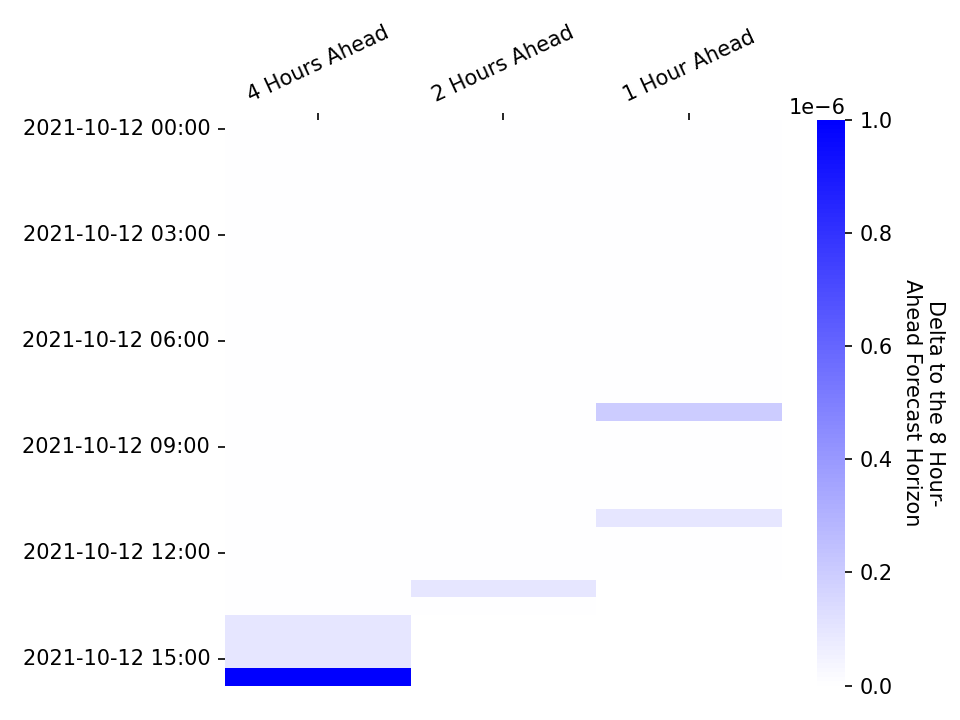 4 Hours Ahead
2 Hours Ahead
1 Hour Ahead
1e−6
2021-10-12 00:00
2021-10-12 03:00
2021-10-12 06:00
2021-10-12 09:00
2021-10-12 12:00
2021-10-12 15:00
1.0
0.8
0.6
0.4
0.2
0.0
Delta to the 8 Hour-
Ahead Forecast Horizon